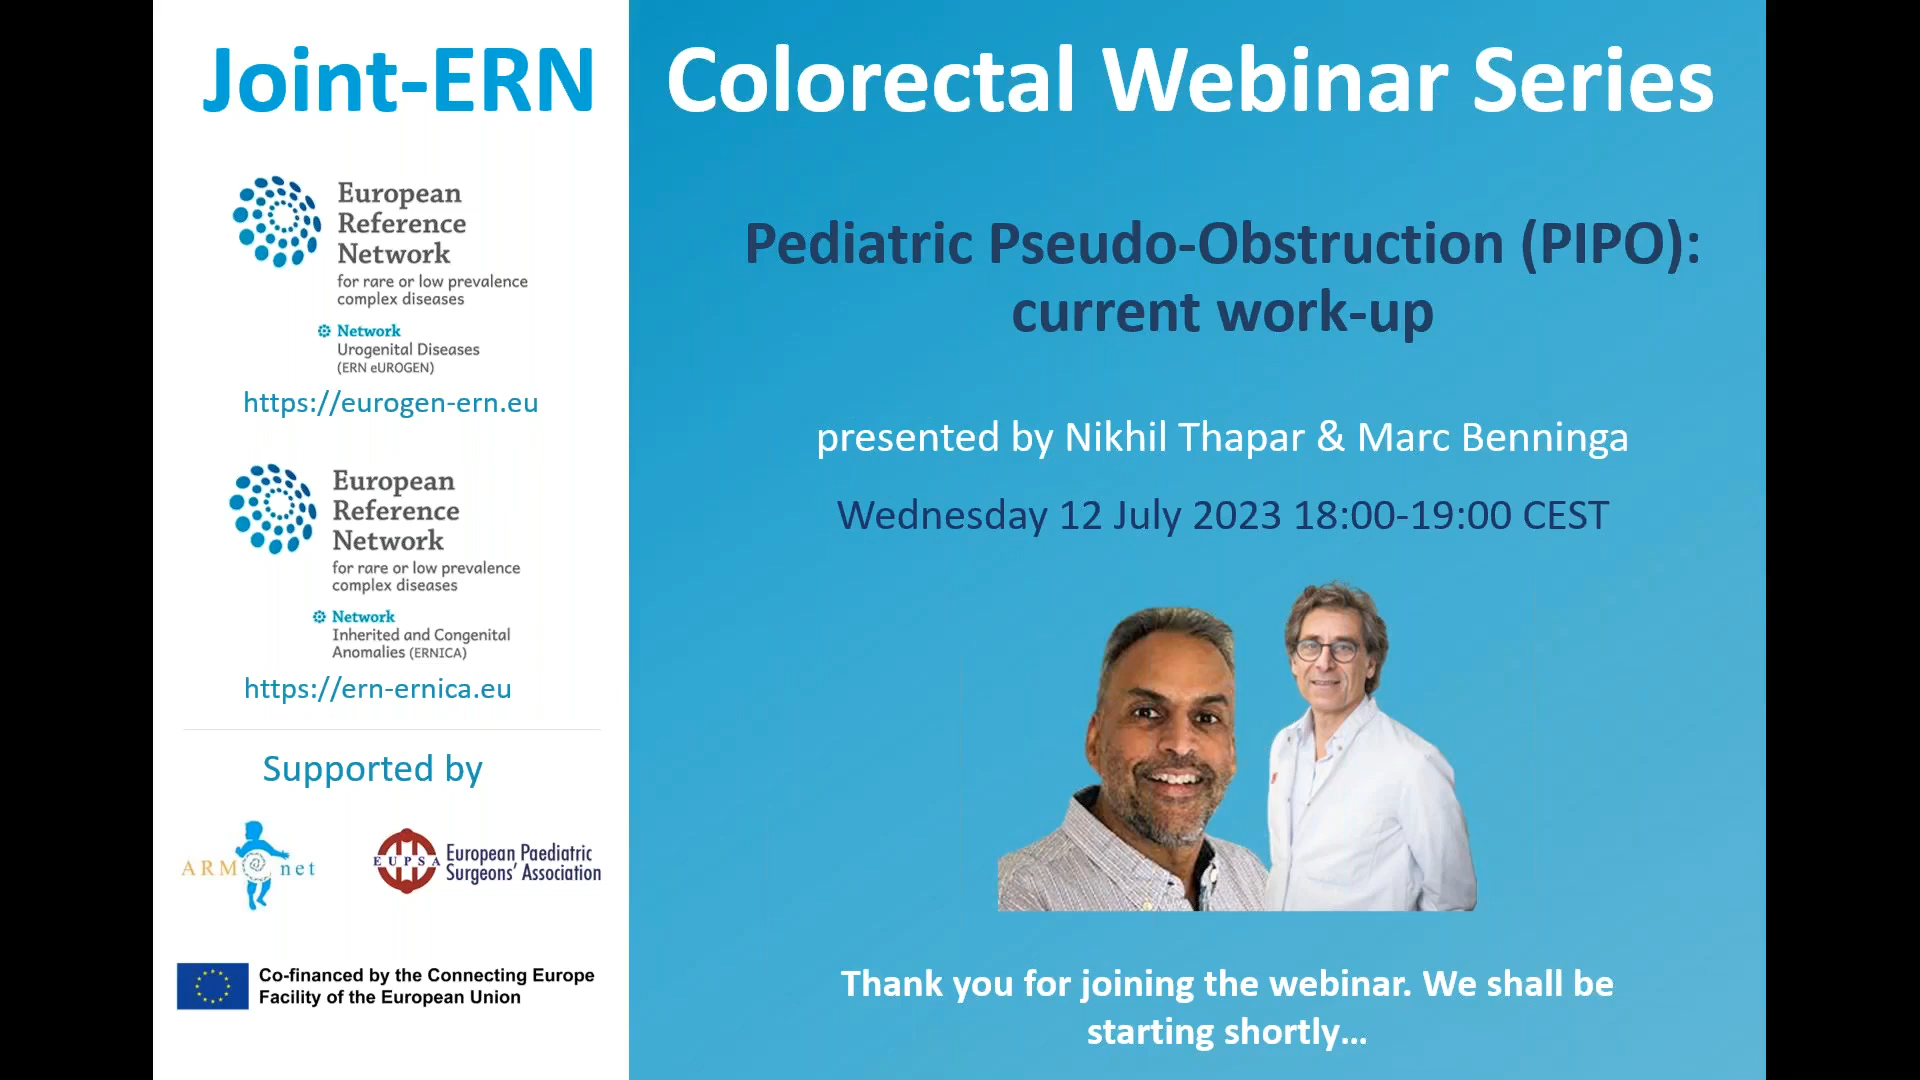 Joint-ERN
Colorectal Webinar Series
European
Reference
Network
for rare or low prevalence
complex diseases
Network
Urogenital Diseases
(ERN eUROGEN)
https://eurogen-ern.eu
European
Reference
Network
for rare or low prevalence
complex diseases
Network
Inherited and Congenital
Anomalies (ERNICA)
https://ern-ernica.eu
Supported by
ARM net
EUPSA
European Paediatric
Surgeons' Association
Co-financed by the Connecting Europe
Facility of the European Union
Pediatric Pseudo-Obstruction (PIPO):
current work-up
presented by Nikhil Thapar & Marc Benninga
Wednesday 12 July 2023 18:00-19:00 CEST
Thank you for joining the webinar. We shall be
starting shortly...